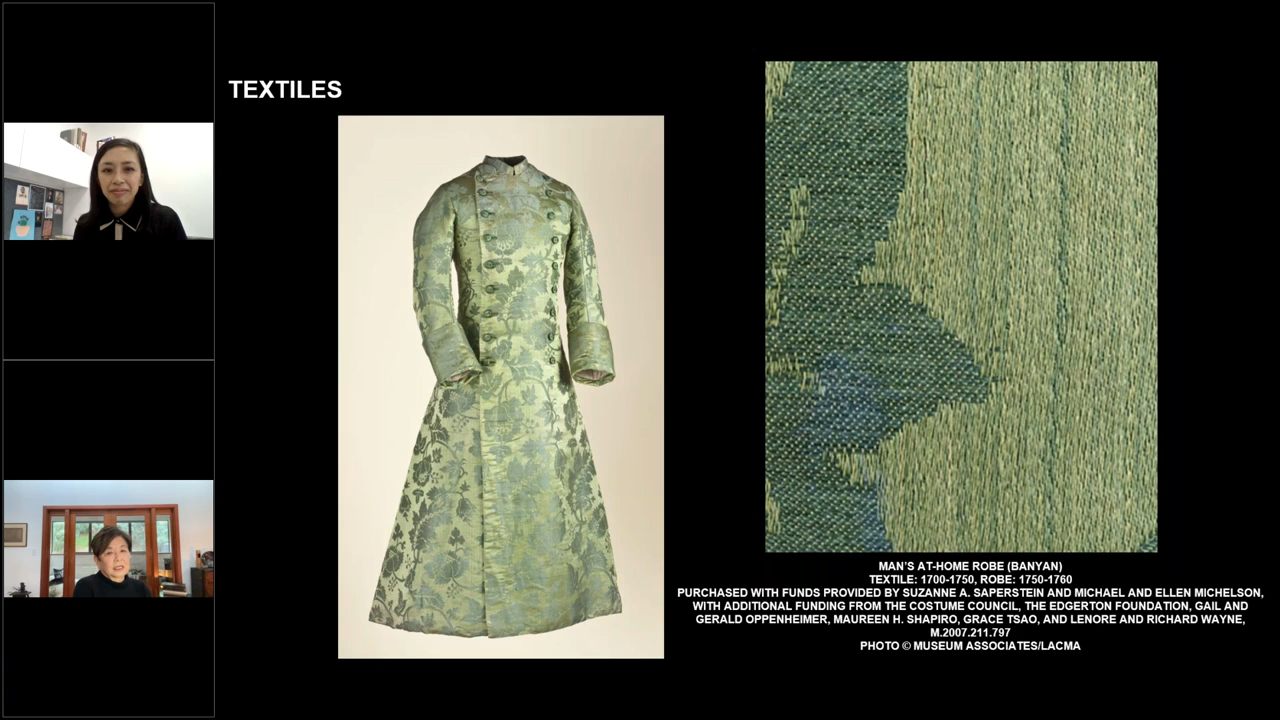 TEXTILES
MAN'S AT-HOME ROBE (BANYAN)
TEXTILE: 1700-1750, ROBE: 1750-1760
PURCHASED WITH FUNDS PROVIDED BY SUZANNE A. SAPERSTEIN AND MICHAEL AND ELLEN MICHELSON,
WITH ADDITIONAL FUNDING FROM THE COSTUME COUNCIL, THE EDGERTON FOUNDATION, GAIL AND
GERALD OPPENHEIMER, MAUREEN H. SHAPIRO, GRACE TSAO, AND LENORE AND RICHARD WAYNE,
M.2007.211.797
PHOTO © MUSEUM ASSOCIATES/LACMA